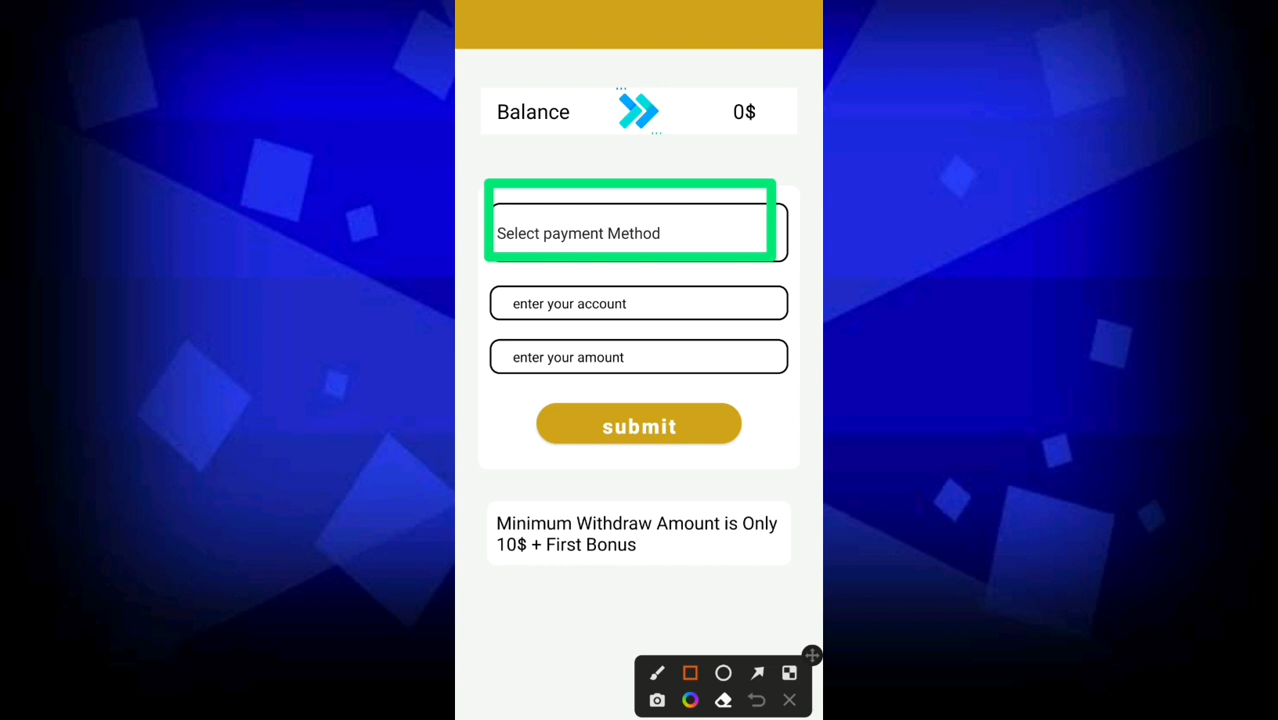 Balance 0$
Select payment Method
enter your account
enter your amount
submit
Minimum Withdraw Amount is Only
10$ + First Bonus